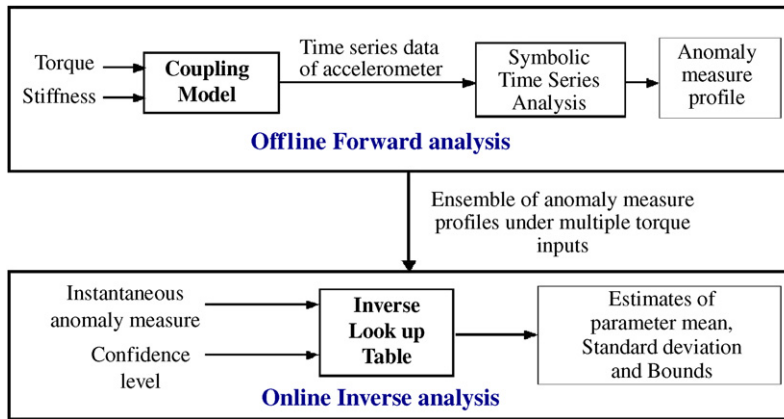 Torque
Stiffness
Coupling
Model
Time series data
of accelerometer
Symbolic
Time Series
Analysis
Anomaly
measure
profile
Offline Forward analysis
Ensemble of anomaly measure
profiles under multiple torque
inputs
Instantaneous
anomaly measure
Confidence
level
Inverse
Look up
Table
Estimates of
parameter mean,
Standard deviation
and Bounds
Online Inverse analysis